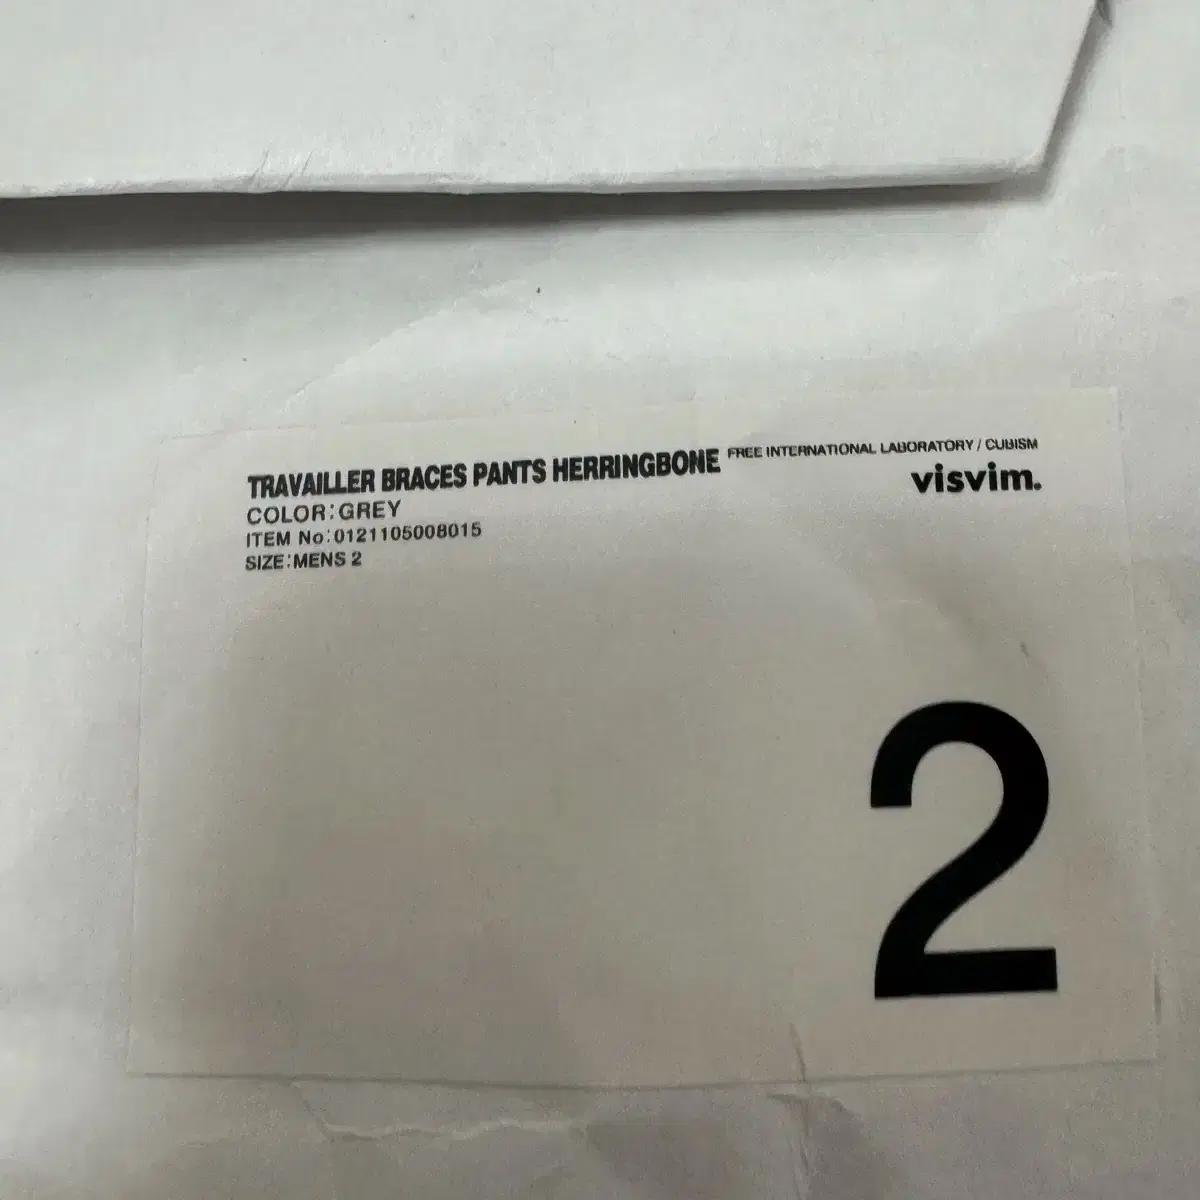 TRAVAILLER BRACES PANTS HERRINGBONE
FREE INTERNATIONAL LABORATORY / CUBISM
visvim.
COLOR:GREY
ITEM No:0121105008015
SIZE:MENS 2
2